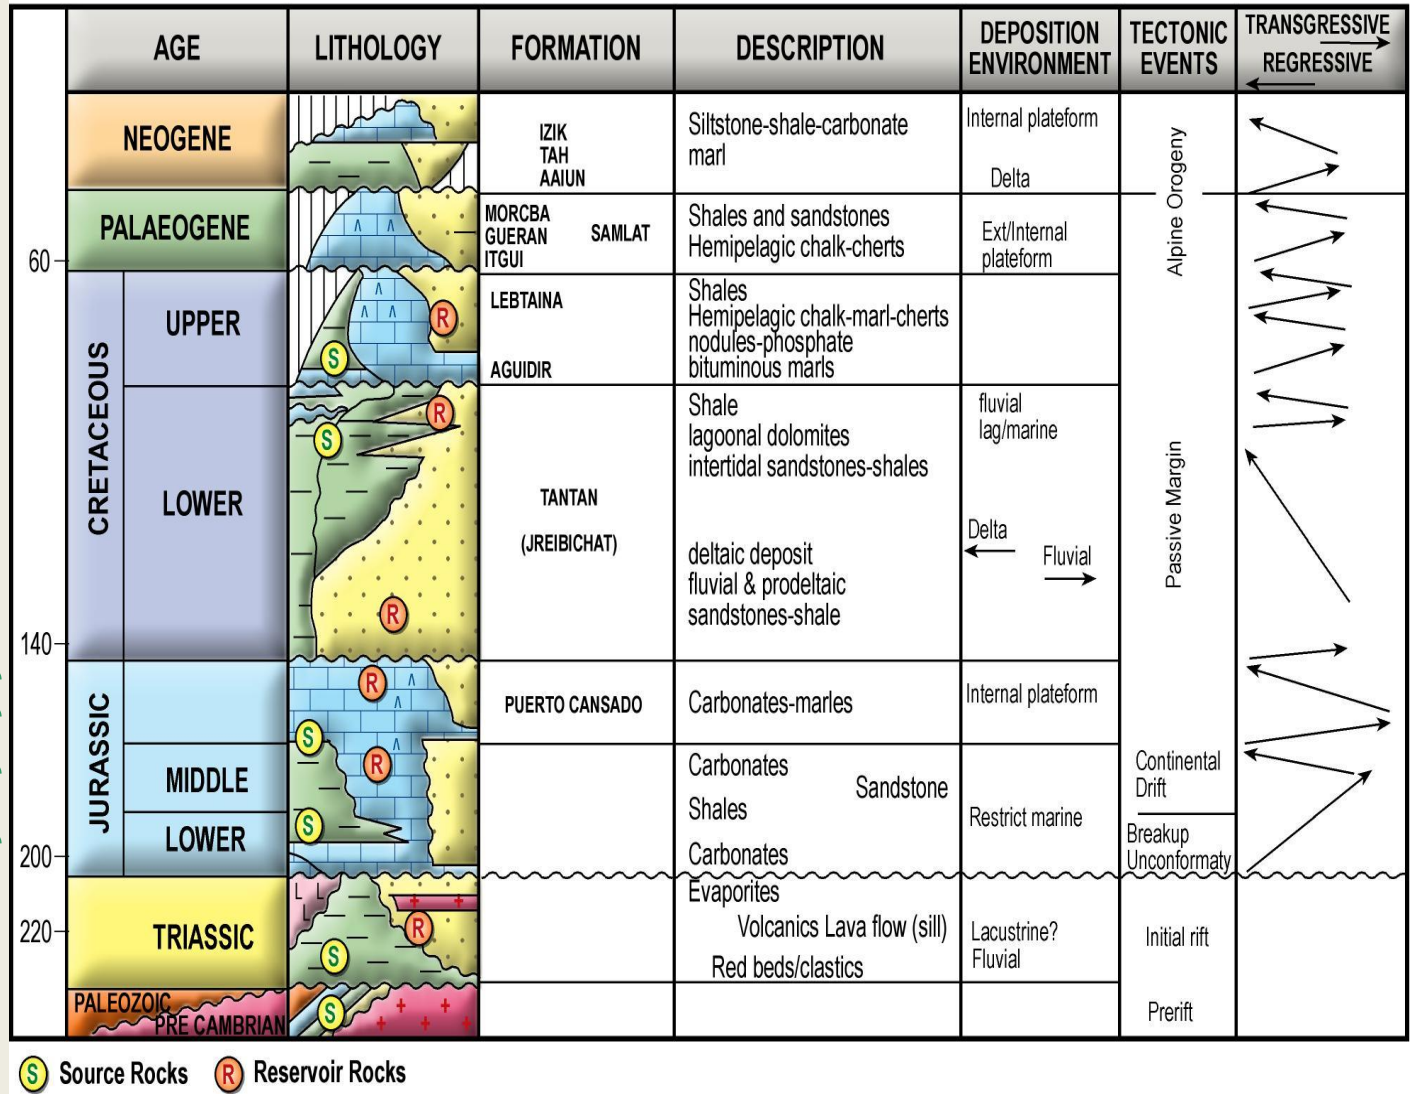 AGE
LITHOLOGY
FORMATION
DESCRIPTION
DEPOSITION
ENVIRONMENT
TECTONIC
EVENTS
TRANSGRESSIVE
REGRESSIVE
NEOGENE
IZIK
TAH
AAIUN
Siltstone-shale-carbonate
marl
Internal plateform
Delta
Alpine Orogeny
PALAEOGENE
MORCBA
GUERAN
ITGUI
SAMLAT
Shales and sandstones
Hemipelagic chalk-cherts
Ext/Internal
plateform
60
CRETACEOUS
UPPER
R
S
LEBTAINA
AGUIDIR
Shales
Hemipelagic chalk-marl-cherts
nodules-phosphate
bituminous marls
LOWER
R
S
R
TANTAN
(JREIBICHAT)
Shale
lagoonal dolomites
intertidal sandstones-shales
deltaic deposit
fluvial & prodeltaic
sandstones-shale
fluvial
lag/marine
Delta
Fluvial
Passive Margin
140
JURASSIC
R
S
PUERTO CANSADO
Carbonates-marles
Internal plateform
MIDDLE
R
S
Carbonates
Sandstone
Shales
Carbonates
Restrict marine
Continental
Drift
LOWER
Breakup
Unconformaty
200
TRIASSIC
L L
L
R
S
Evaporites
Volcanics Lava flow (sill)
Red beds/clastics
Lacustrine?
Fluvial
Initial rift
220
PALEOZOIC
PRE CAMBRIAN
S
Prerift
S Source Rocks R Reservoir Rocks